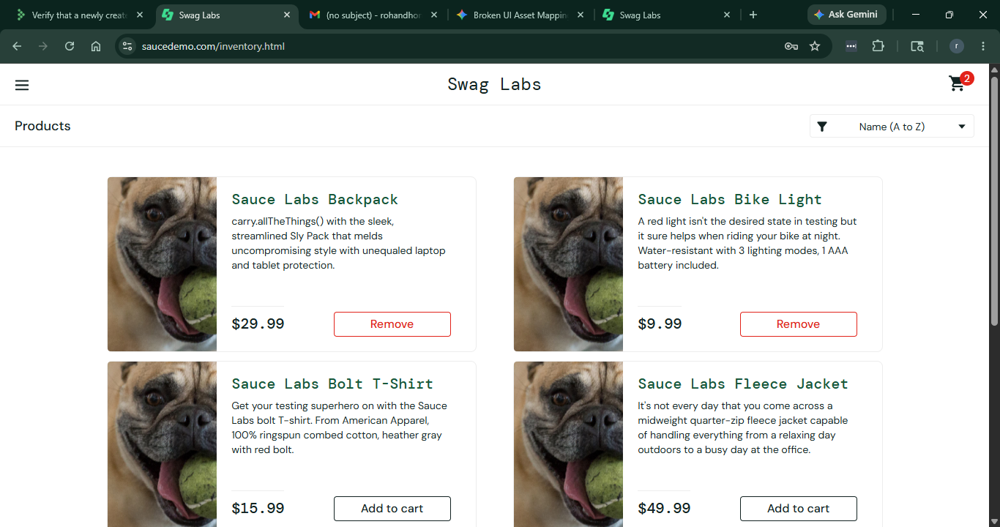 Verify that a newly create
Swag Labs
(no subject) - rohandhor
Broken UI Asset Mappin
Swag Labs
Ask Gemini
saucedemo.com/inventory.html
r
Swag Labs
2
Products
Name (A to Z)
Sauce Labs Backpack
carry.allTheThings() with the sleek,
streamlined Sly Pack that melds
uncompromising style with unequaled laptop
and tablet protection.
$29.99
Remove
Sauce Labs Bike Light
A red light isn't the desired state in testing but
it sure helps when riding your bike at night.
Water-resistant with 3 lighting modes, 1 AAA
battery included.
$9.99
Remove
Sauce Labs Bolt T-Shirt
Get your testing superhero on with the Sauce
Labs bolt T-shirt. From American Apparel,
100% ringspun combed cotton, heather gray
with red bolt.
$15.99
Add to cart
Sauce Labs Fleece Jacket
It's not every day that you come across a
midweight quarter-zip fleece jacket capable
of handling everything from a relaxing day
outdoors to a busy day at the office.
$49.99
Add to cart